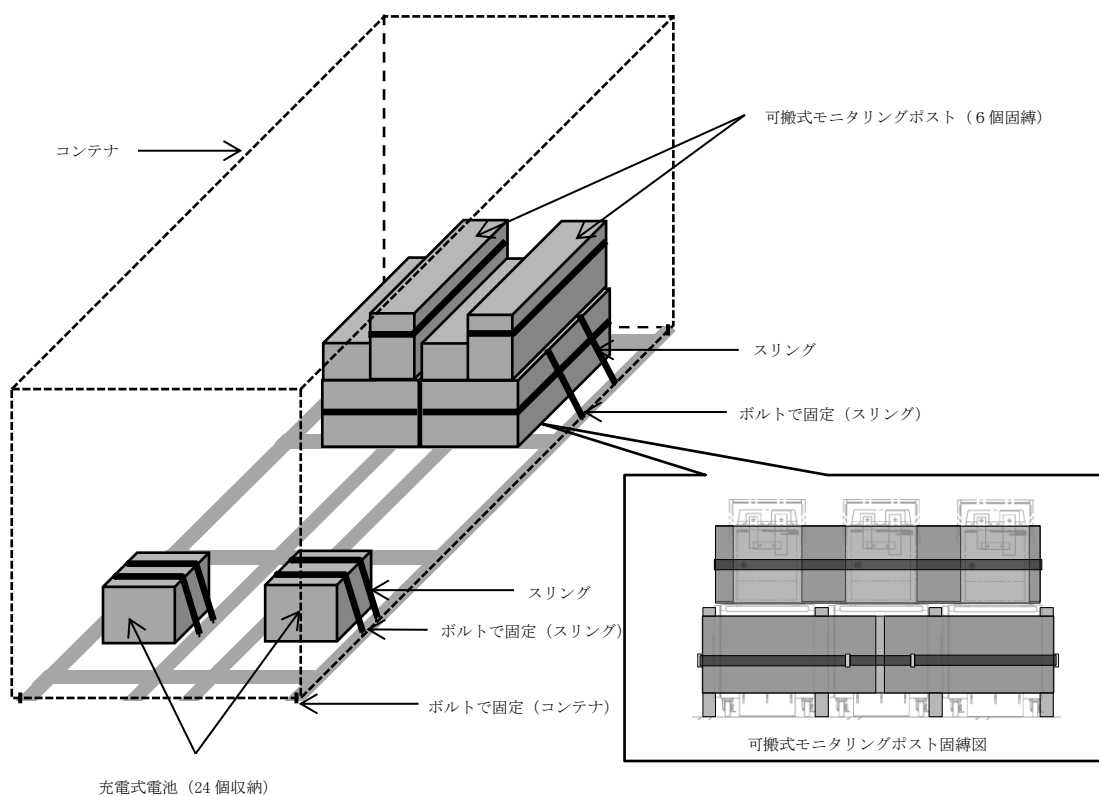 可搬式モニタリングポスト（６個固縛）
コンテナ
スリング
ボルトで固定（スリング）
スリング
ボルトで固定（スリング）
ボルトで固定（コンテナ）
可搬式モニタリングポスト固縛図
充電式電池（24 個収納）